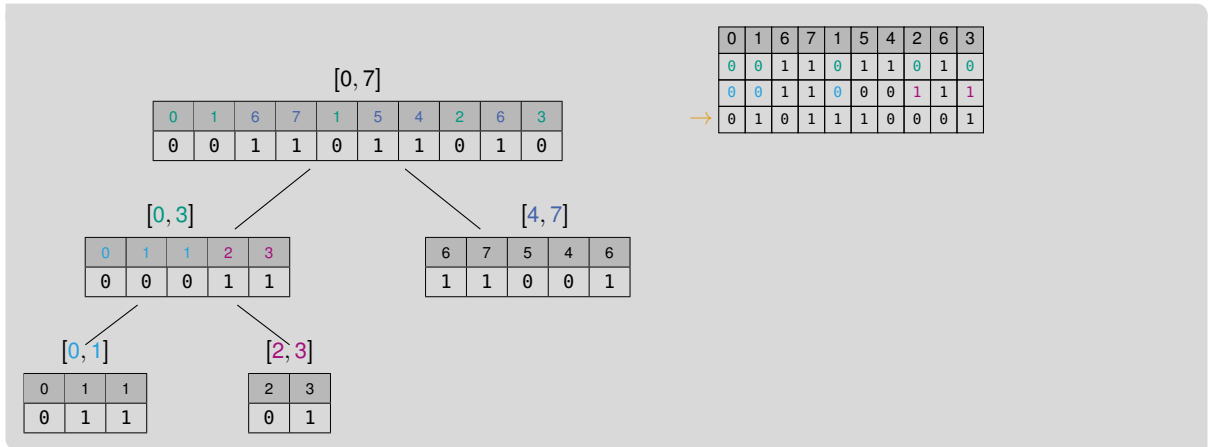 [0, 7]
0 1 6 7 1 5 4 2 6 3
0 0 1 1 0 1 1 0 1 0
[0, 3]
0 1 1 2 3
0 0 0 1 1
[4, 7]
6 7 5 4 6
1 1 0 0 1
[0, 1]
0 1 1
0 1 1
[2, 3]
2 3
0 1
0 1 6 7 1 5 4 2 6 3
0 0 1 1 0 1 1 0 1 0
0 0 1 1 0 0 0 1 1 1
→ 0 1 0 1 1 1 0 0 0 1